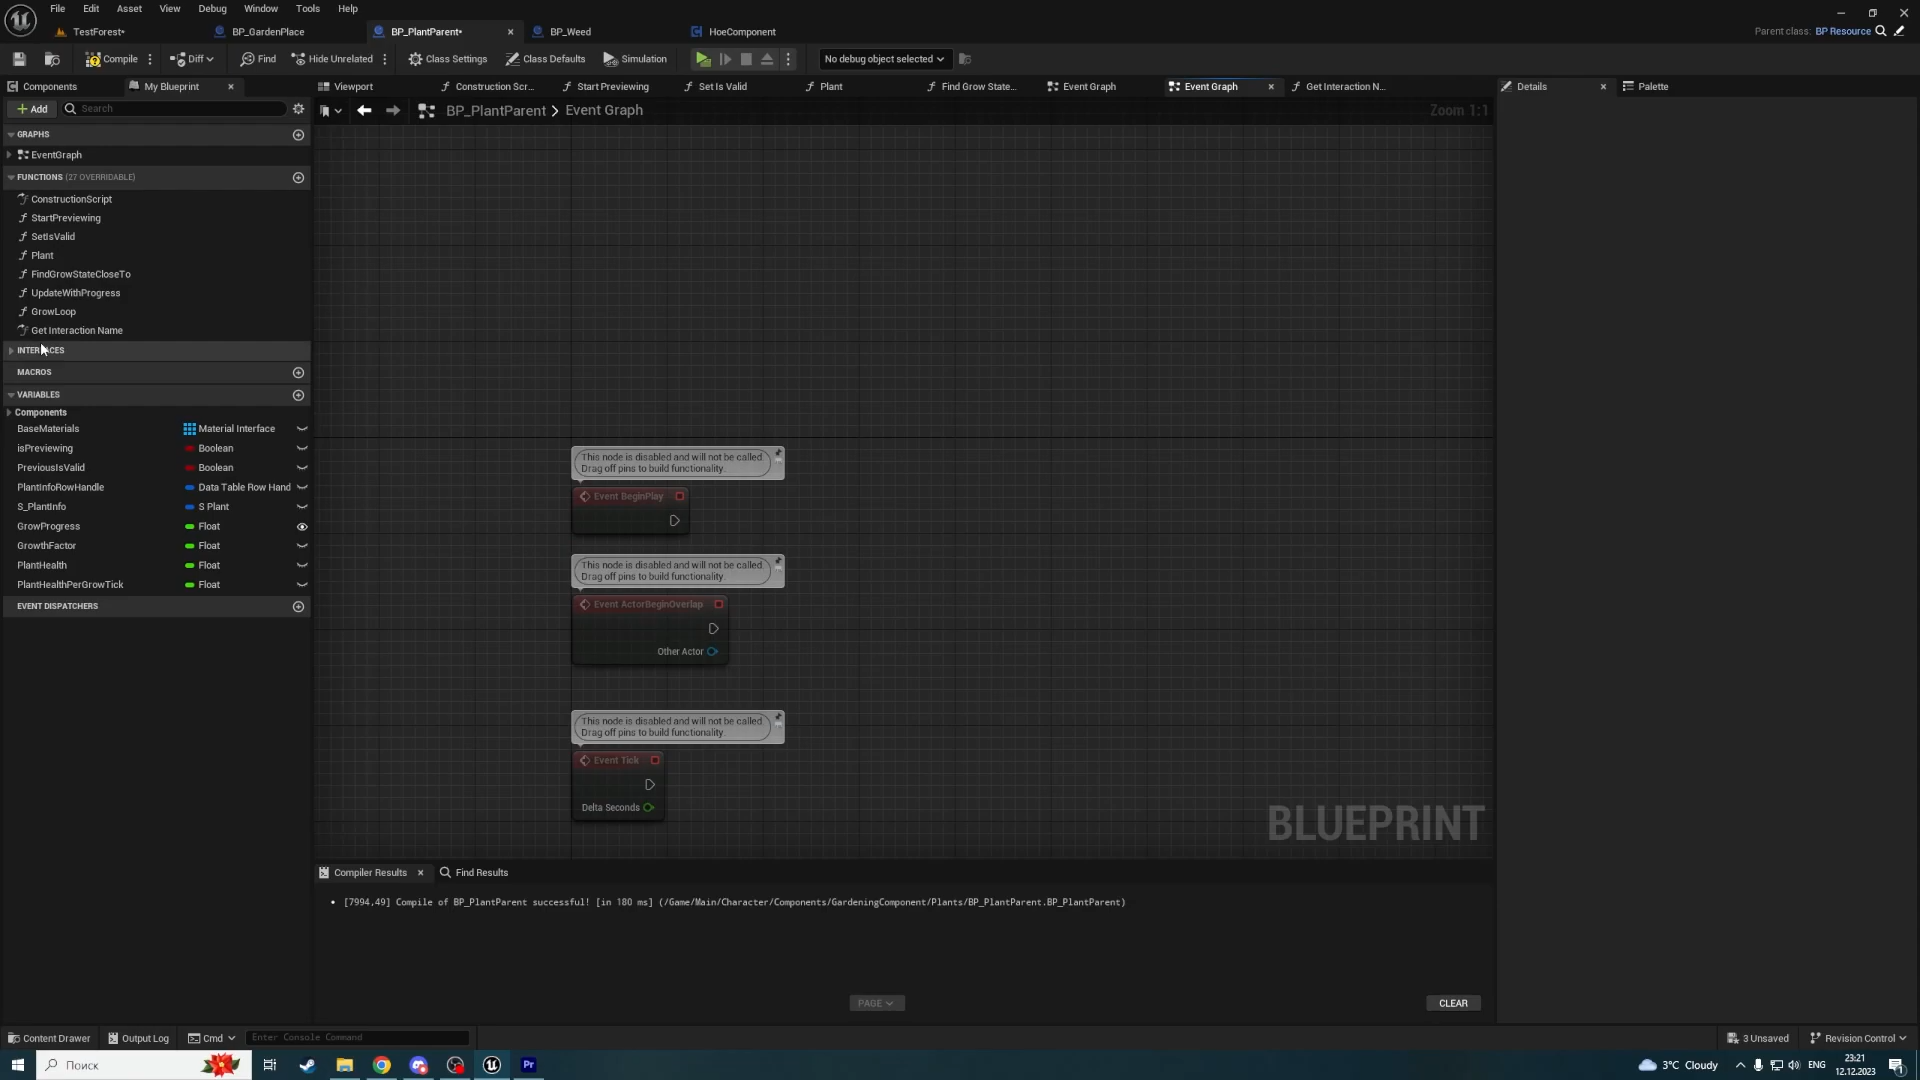 File Edit Asset View Debug Window Tools Help
TestForest* BP_GardenPlace BP_PlantParent* BP_Weed HoeComponent
Parent class: BP Resource
Compile Diff Find Hide Unrelated Class Settings Class Defaults Simulation No debug object selected
Components My Blueprint Viewport Construction Scr... Start Previewing Set Is Valid Plant Find Grow State... Event Graph Event Graph Get Interaction N... Details Palette
Add Search
BP_PlantParent > Event Graph Zoom 1:1
GRAPHS
EventGraph
FUNCTIONS (27 OVERRIDABLE)
ConstructionScript
StartPreviewing
SetIsValid
Plant
FindGrowStateCloseTo
UpdateWithProgress
GrowLoop
Get Interaction Name
INTERFACES
MACROS
VARIABLES
Components
BaseMaterials Material Interface
isPreviewing Boolean
PreviousIsValid Boolean
PlantInfoRowHandle Data Table Row Hand
S_PlantInfo S Plant
GrowProgress Float
GrowthFactor Float
PlantHealth Float
PlantHealthPerGrowTick Float
EVENT DISPATCHERS
This node is disabled and will not be called.
Drag off pins to build functionality.
Event BeginPlay
This node is disabled and will not be called.
Drag off pins to build functionality.
Event ActorBeginOverlap
Other Actor
This node is disabled and will not be called.
Drag off pins to build functionality.
Event Tick
Delta Seconds
BLUEPRINT
Compiler Results Find Results
[7994,49] Compile of BP_PlantParent successful! [in 180 ms] (/Game/Main/Character/Components/GardeningComponent/Plants/BP_PlantParent.BP_PlantParent)
PAGE CLEAR
Content Drawer Output Log Cmd Enter Console Command 3 Unsaved Revision Control
Поиск Pr 3°C Cloudy ENG 23:21
12.12.2023